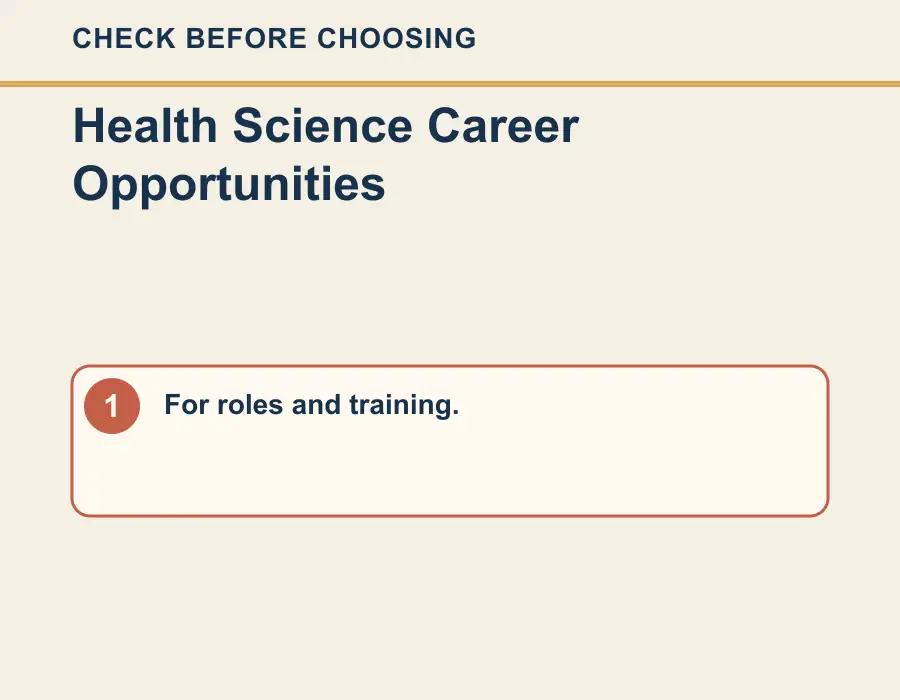 CHECK BEFORE CHOOSING
Health Science Career
Opportunities
1
For roles and training.